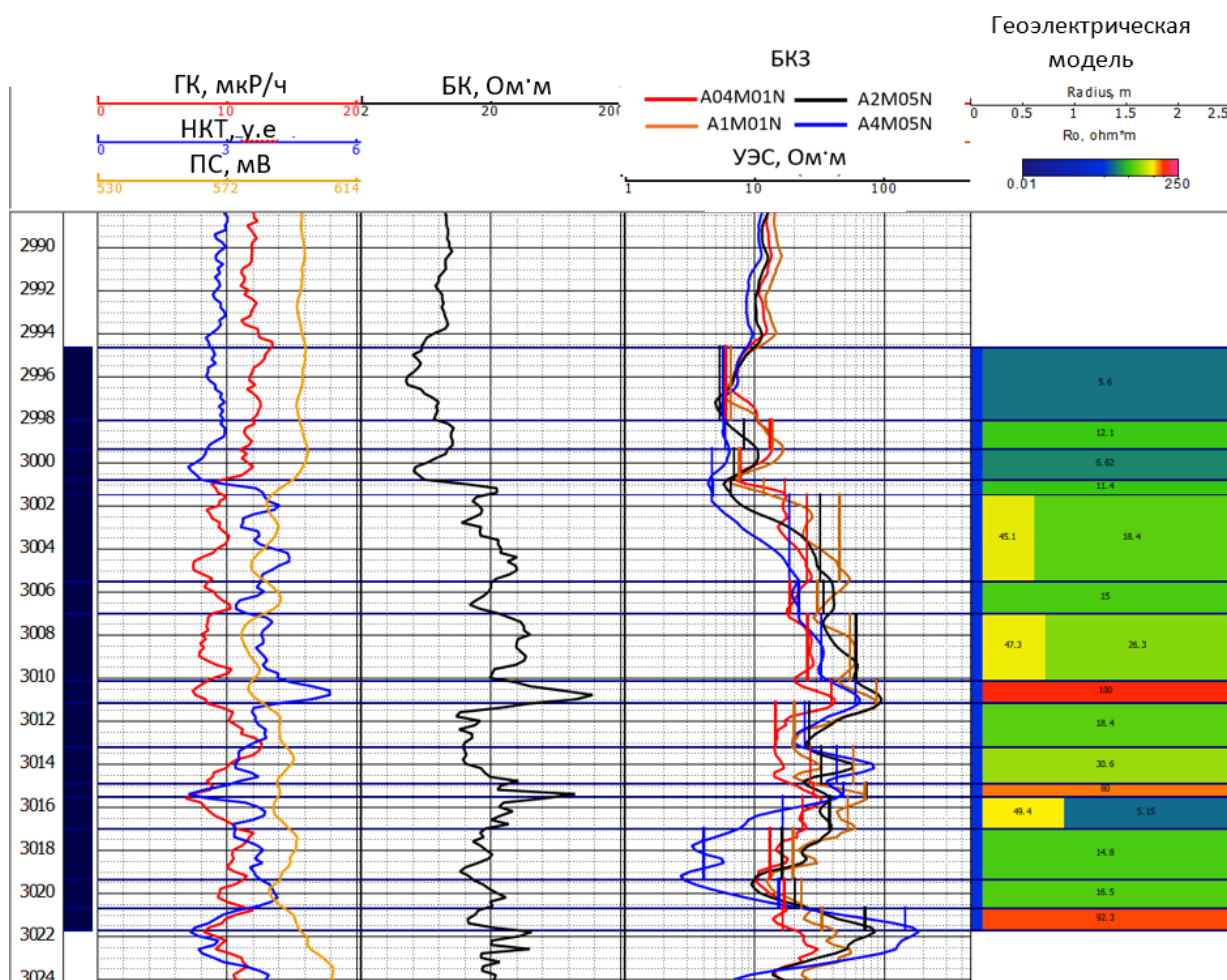 Геоэлектрическая
модель
БКЗ
ГК, мкР/ч
БК, Ом·м
Radius, m
A04M01N
A2M05N
0 10 20
2 20 200
0 0.5 1 1.5 2 2.5
A1M01N
A4M05N
НКТ, у.е
Ro, ohm*m
0 3 6
ПС, мВ
УЭС, Ом·м
530 572 614
1 10 100
0.01 250
2990
2992
2994
2996
5.6
2998
12.1
3000
6.62
11.4
3002
3004
45.1 18.4
3006
15
3008
47.3 26.3
3010
100
3012
18.4
3014
30.6
80
3016
49.4 5.15
3018
14.8
3020
16.5
92.3
3022
3024